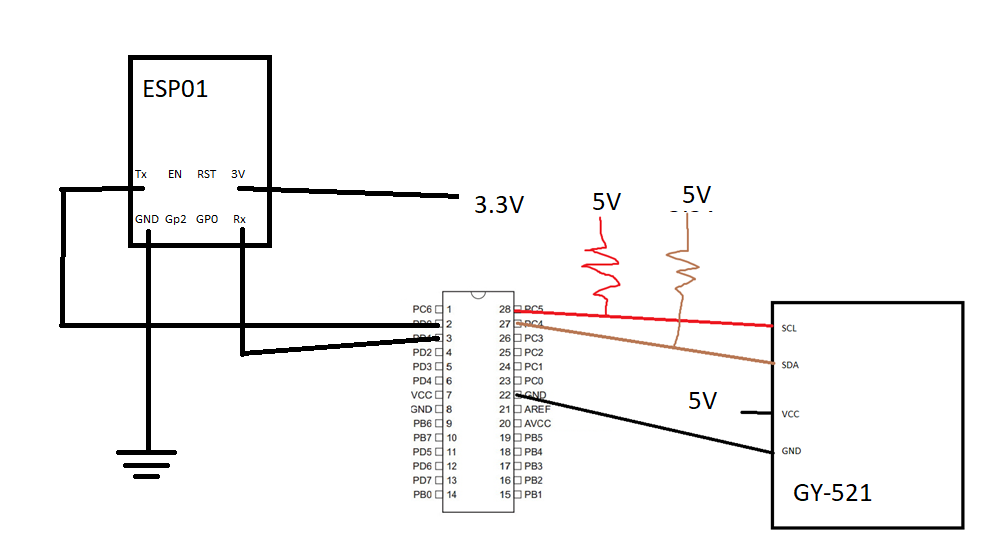 ESP01
Tx EN RST 3V
GND Gp2 GP0 Rx
3.3V
5V
5V
PC6 1 28 PC5
2 27 PC4
3 26 PC3
PD2 4 25 PC2
PD3 5 24 PC1
PD4 6 23 PC0
VCC 7 22 GND
GND 8 21 AREF
PB6 9 20 AVCC
PB7 10 19 PB5
PD5 11 18 PB4
PD6 12 17 PB3
PD7 13 16 PB2
PB0 14 15 PB1
SCL
SDA
5V
VCC
GND
GY-521